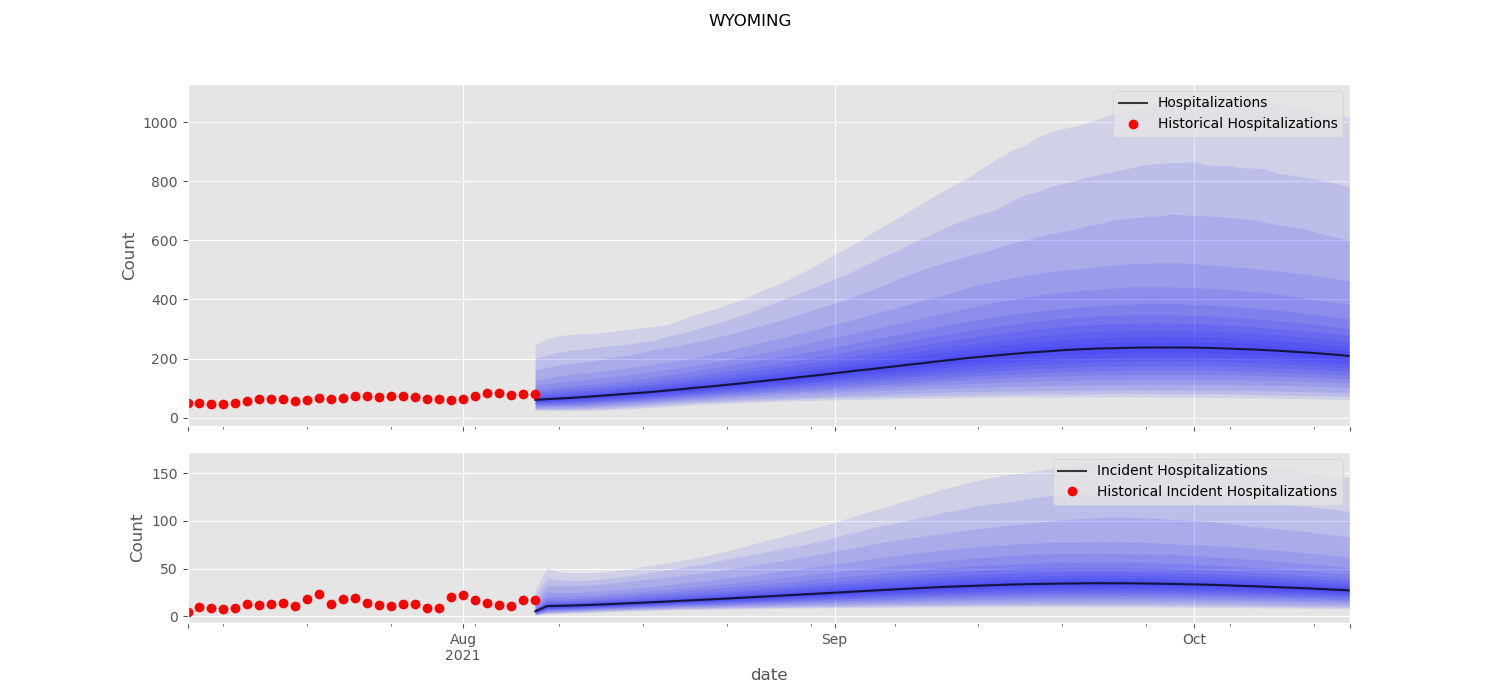 WYOMING
1000
800
600
400
200
0
Count
Hospitalizations
Historical Hospitalizations
150
100
50
0
Count
Incident Hospitalizations
Historical Incident Hospitalizations
Aug
2021
Sep
Oct
date